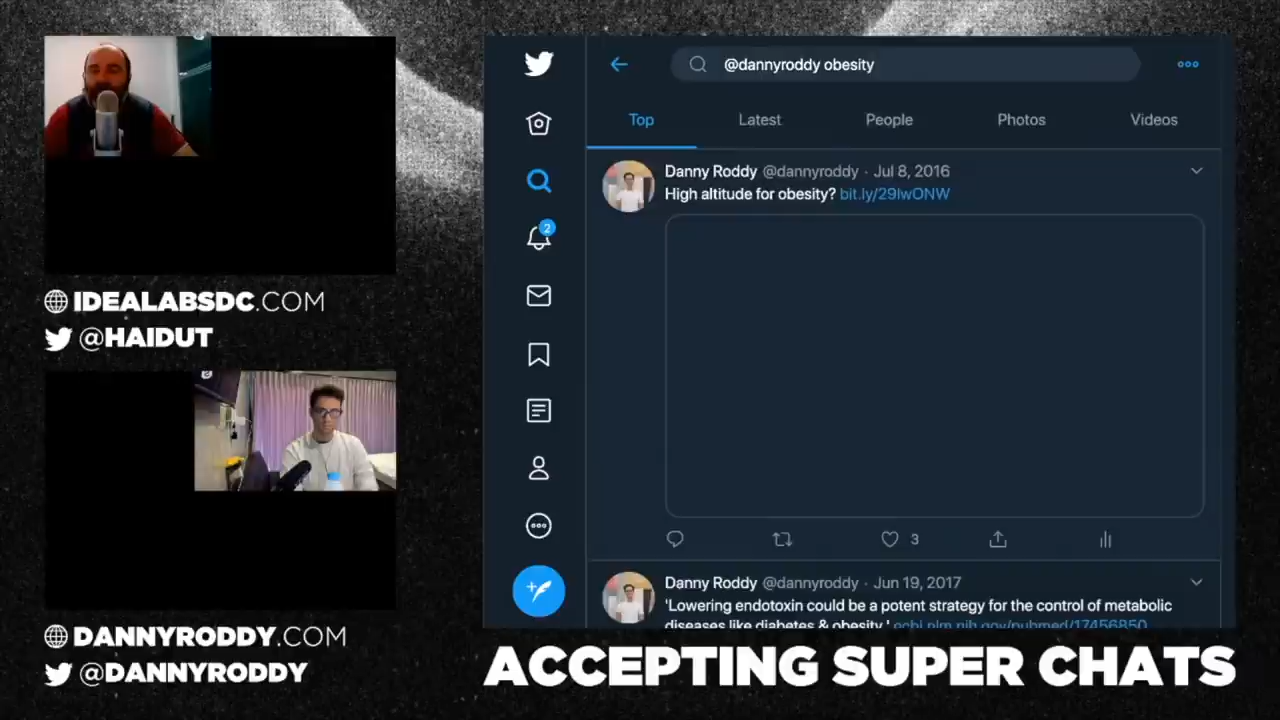 IDEALABSDC.COM
@HAIDUT
DANNYRODDY.COM
@DANNYRODDY
@dannyroddy obesity
Top Latest People Photos Videos
2
Danny Roddy @dannyroddy · Jul 8, 2016
High altitude for obesity? bit.ly/29IwONW
3
Danny Roddy @dannyroddy · Jun 19, 2017
'Lowering endotoxin could be a potent strategy for the control of metabolic
diseases like diabetes & obesity.' ecbi.nlm.nih.gov/pubmed/17456850
ACCEPTING SUPER CHATS